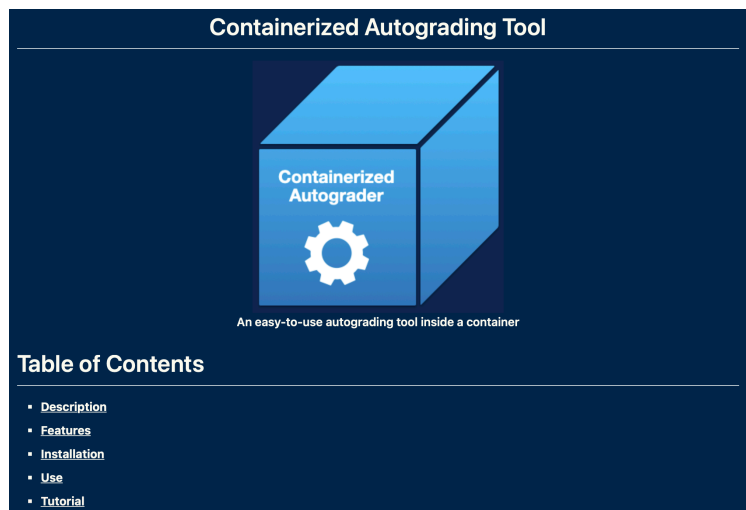 Containerized Autograding Tool
Containerized
Autograder
An easy-to-use autograding tool inside a container
Table of Contents
Description
Features
Installation
Use
Tutorial